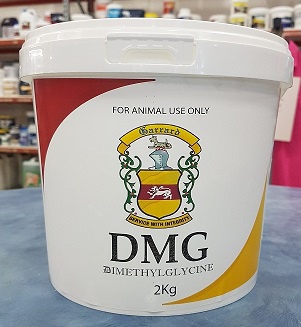 FOR ANIMAL USE ONLY
Garrard
SERVICE WITH INTEGRITY
DMG
DIMETHYLGLYCINE
2Kg